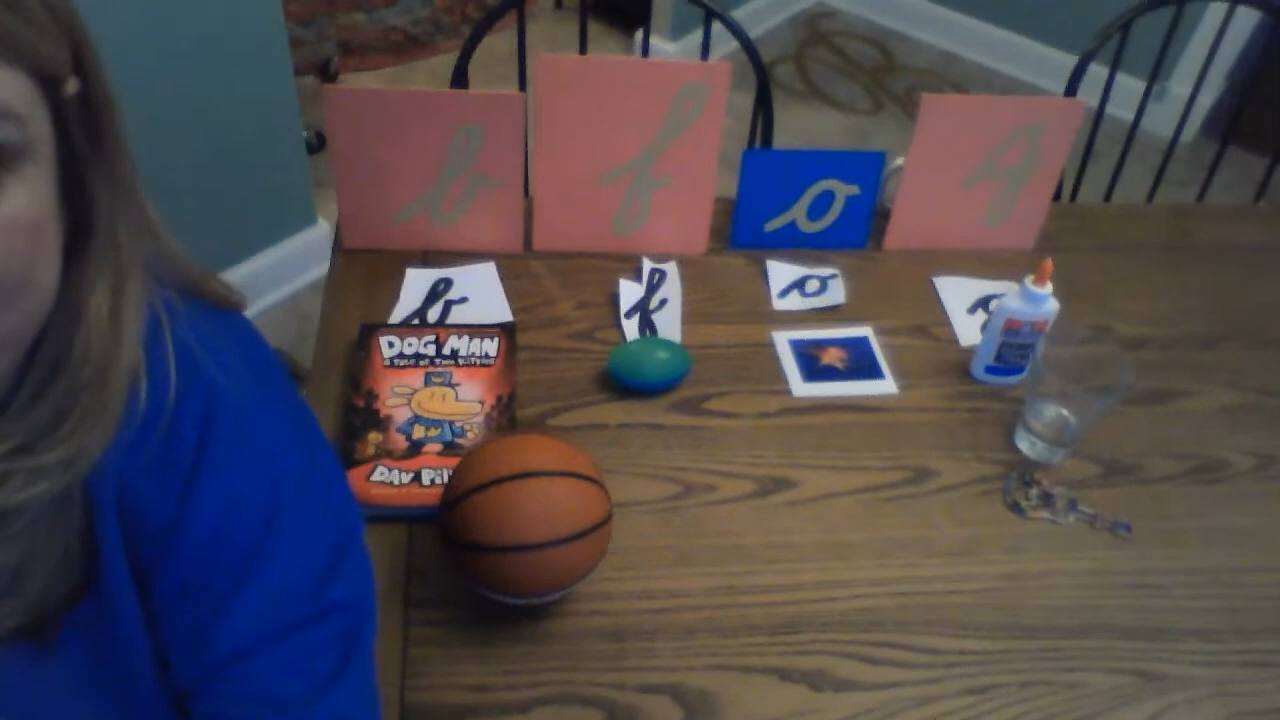 b f o g
b f o
DOG MAN
A TALE OF TWO KITTIES
DAV PIL